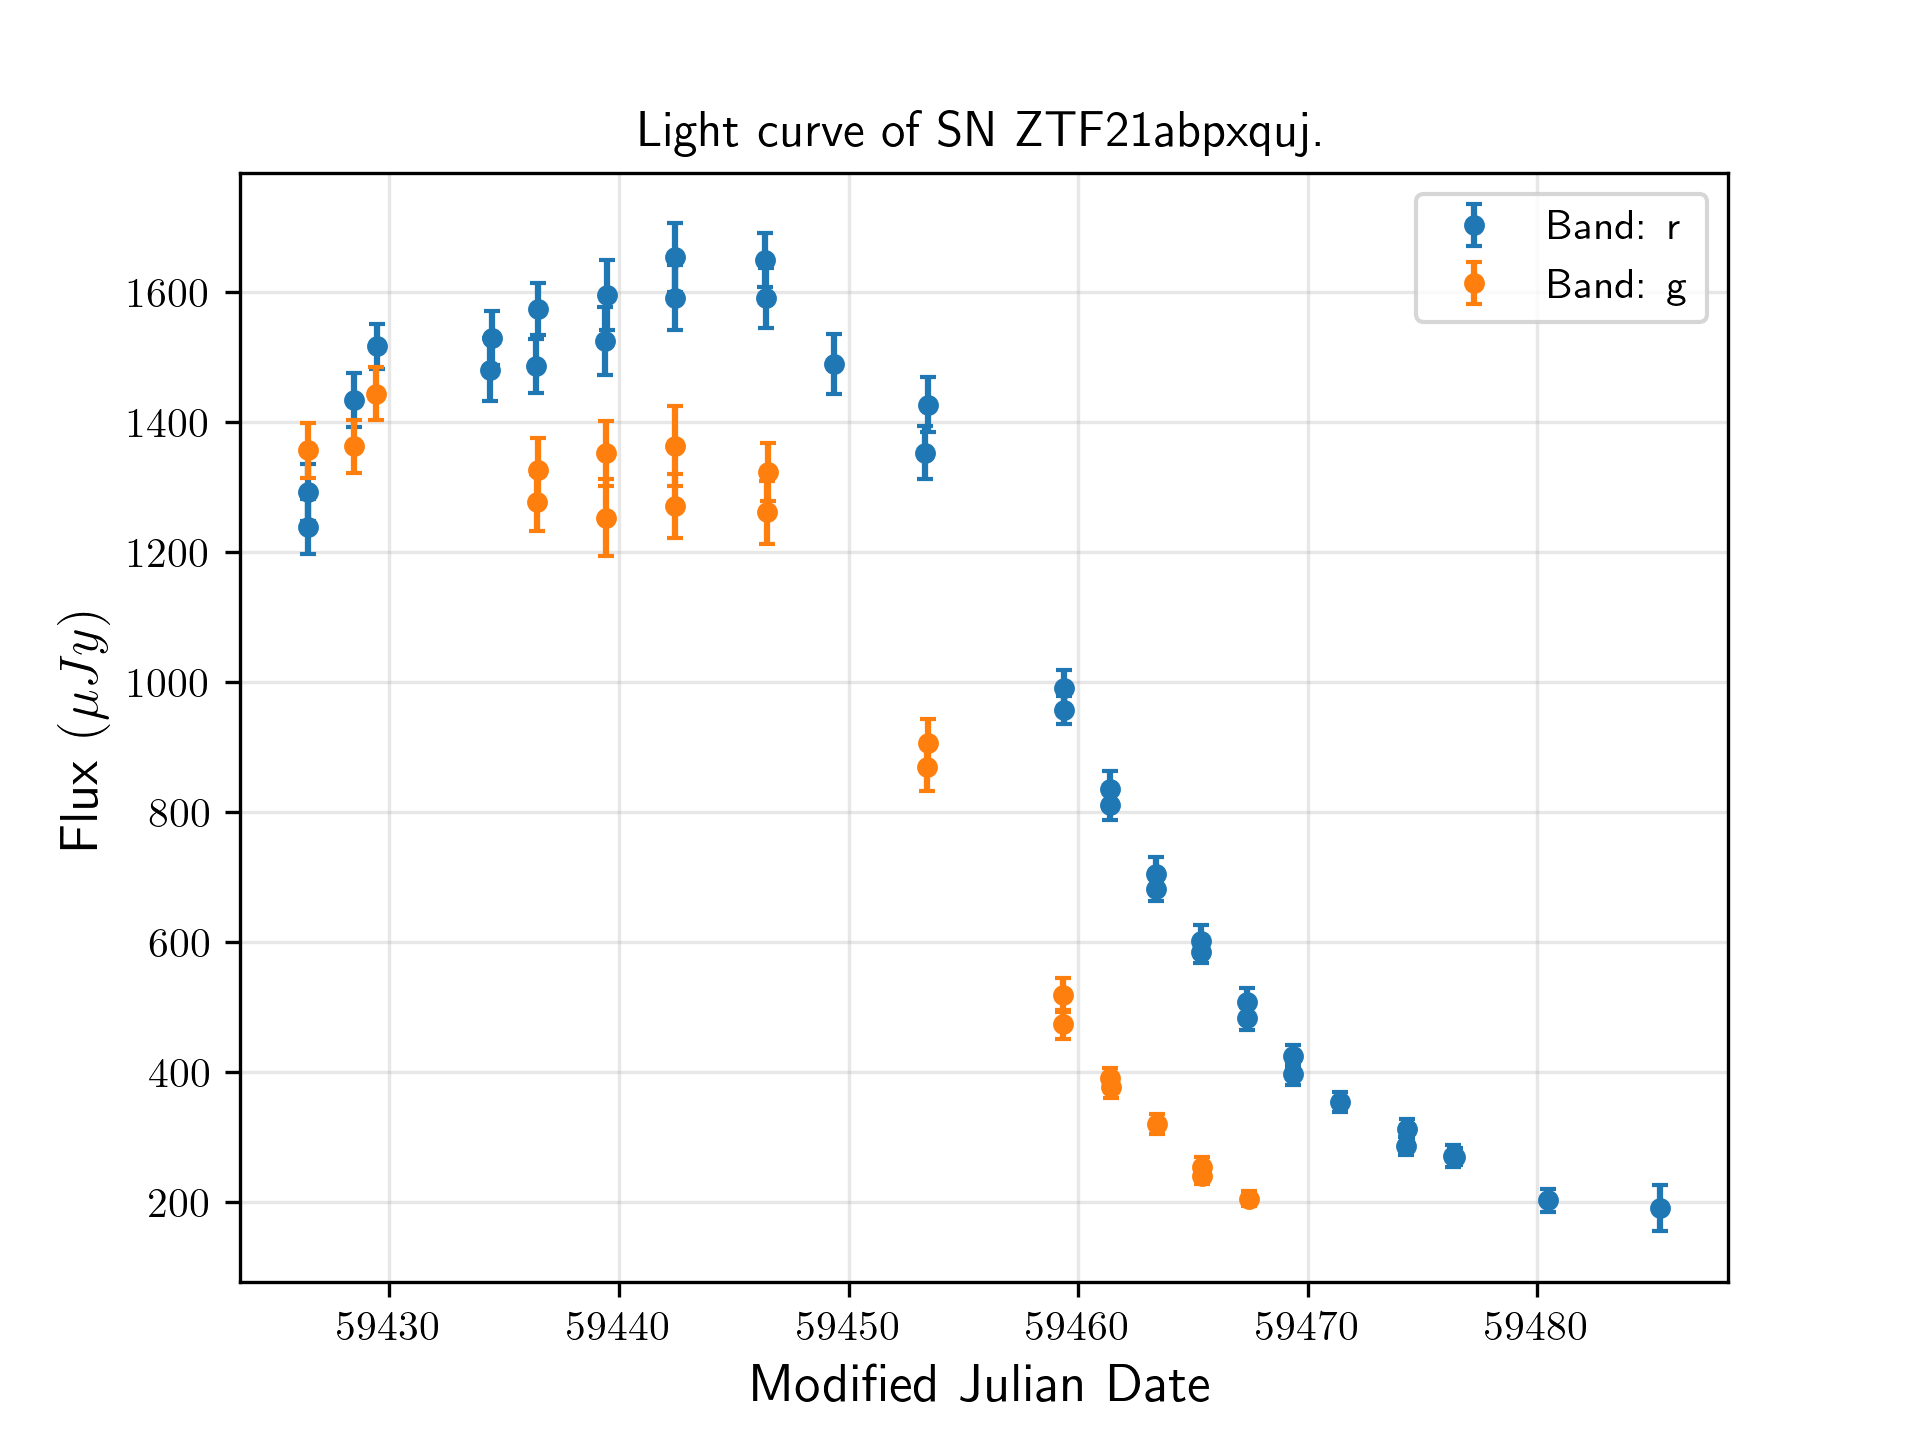 Light curve of SN ZTF21abpxquj.
Band: r
Band: g
Flux (μJy)
1600
1400
1200
1000
800
600
400
200
59430 59440 59450 59460 59470 59480
Modified Julian Date